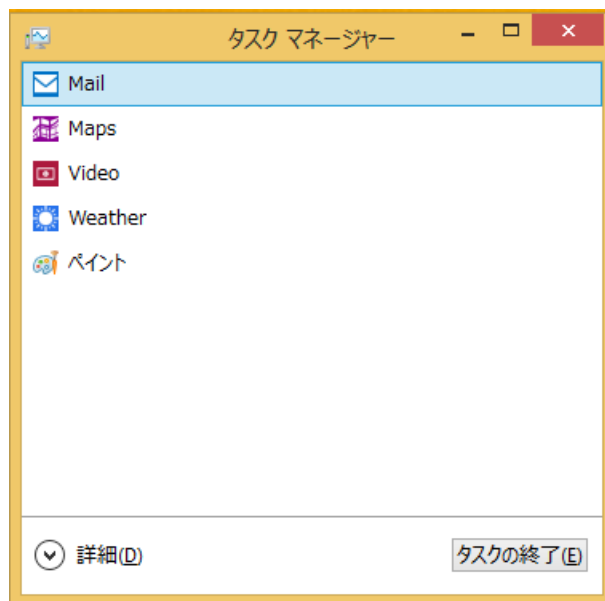 タスク マネージャー
Mail
Maps
Video
Weather
ペイント
詳細(D)
タスクの終了(E)